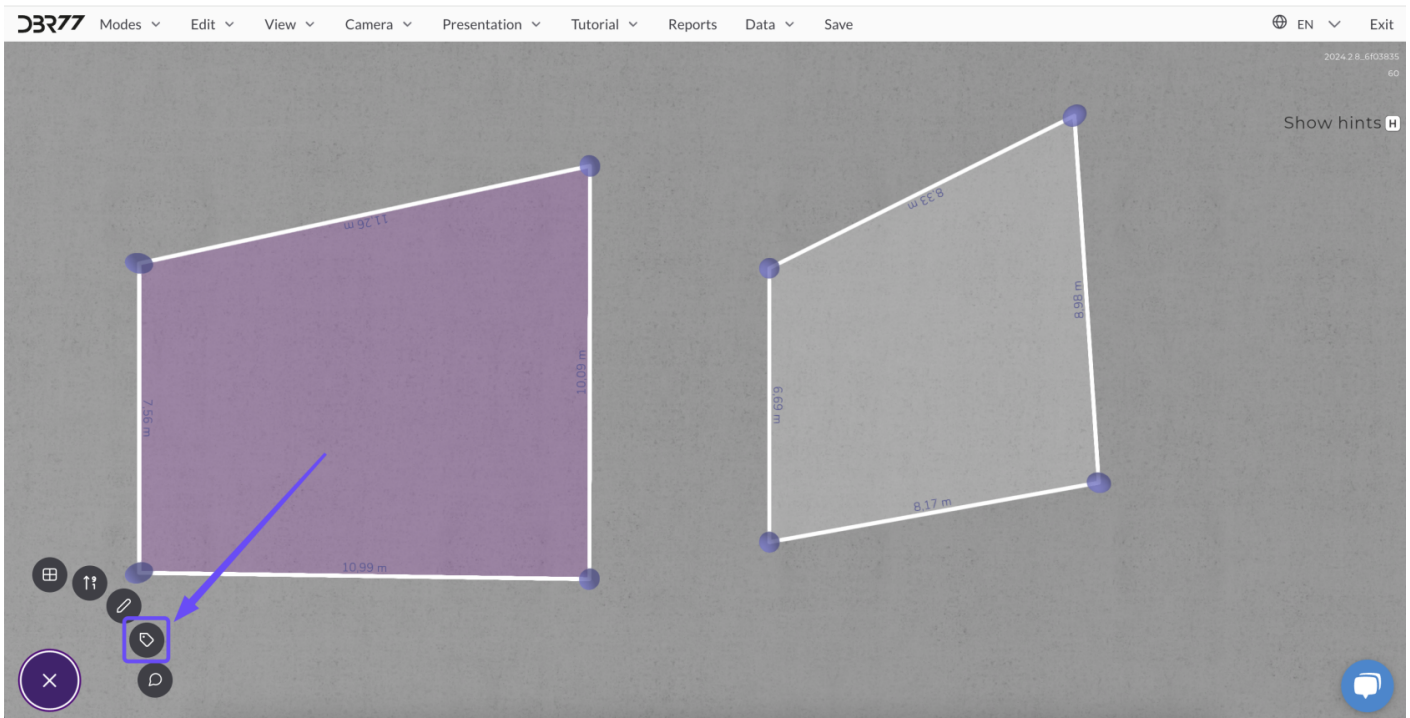 DBR77 Modes Edit View Camera Presentation Tutorial Reports Data Save EN Exit
2024.2.8_6f03835
60
Show hints H
11,26 m
8,33 m
8,98 m
10,09 m
7,56 m
6,69 m
8,17 m
10,99 m